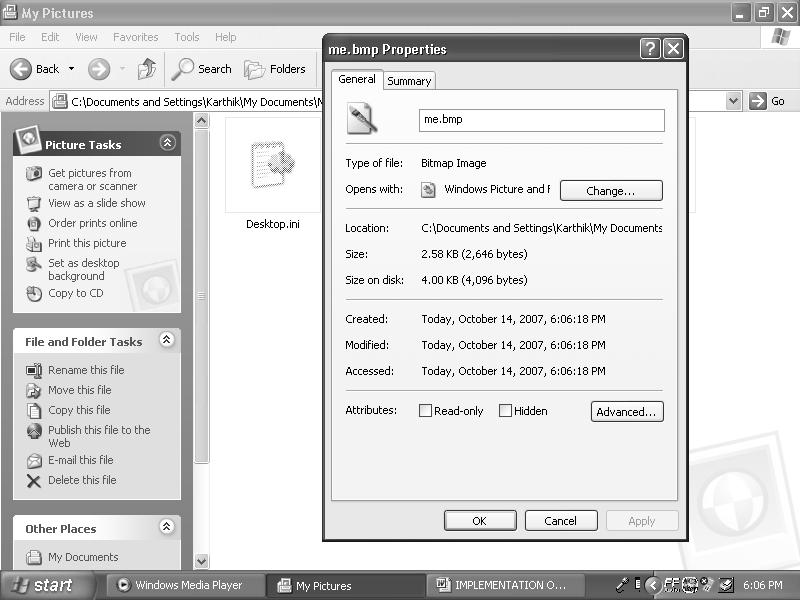 My Pictures
File Edit View Favorites Tools Help
Back Search Folders
Address C:\Documents and Settings\Karthik\My Documents\M Go
Picture Tasks
Get pictures from
camera or scanner
View as a slide show
Order prints online
Print this picture
Set as desktop
background
Copy to CD
File and Folder Tasks
Rename this file
Move this file
Copy this file
Publish this file to the
Web
E-mail this file
Delete this file
Other Places
My Documents
Desktop.ini
me.bmp Properties
General Summary
me.bmp
Type of file: Bitmap Image
Opens with: Windows Picture and F Change...
Location: C:\Documents and Settings\Karthik\My Documents
Size: 2.58 KB (2,646 bytes)
Size on disk: 4.00 KB (4,096 bytes)
Created: Today, October 14, 2007, 6:06:18 PM
Modified: Today, October 14, 2007, 6:06:18 PM
Accessed: Today, October 14, 2007, 6:06:18 PM
Attributes: Read-only Hidden Advanced...
OK Cancel Apply
start Windows Media Player My Pictures IMPLEMENTATION O... 6:06 PM